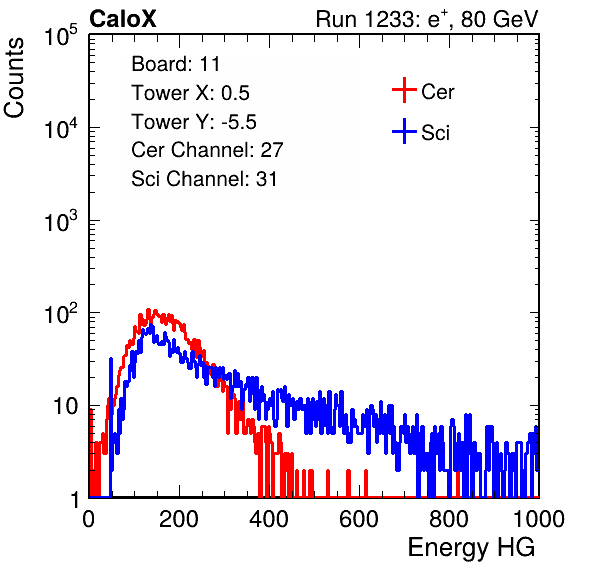 CaloX Run 1233: e⁺, 80 GeV
Counts
10⁵
10⁴
10³
10²
10
1
Board: 11
Tower X: 0.5
Tower Y: -5.5
Cer Channel: 27
Sci Channel: 31
Cer
Sci
0 200 400 600 800 1000
Energy HG